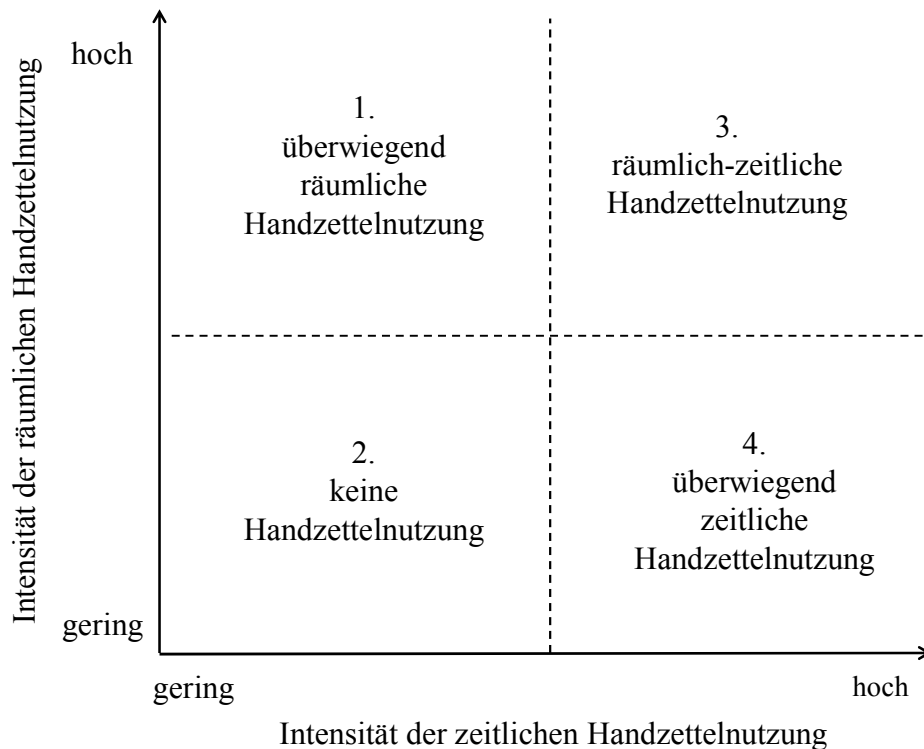 Intensität der räumlichen Handzettelnutzung
hoch
1.
überwiegend
räumliche
Handzettelnutzung
3.
räumlich-zeitliche
Handzettelnutzung
2.
keine
Handzettelnutzung
4.
überwiegend
zeitliche
Handzettelnutzung
gering
gering
hoch
Intensität der zeitlichen Handzettelnutzung